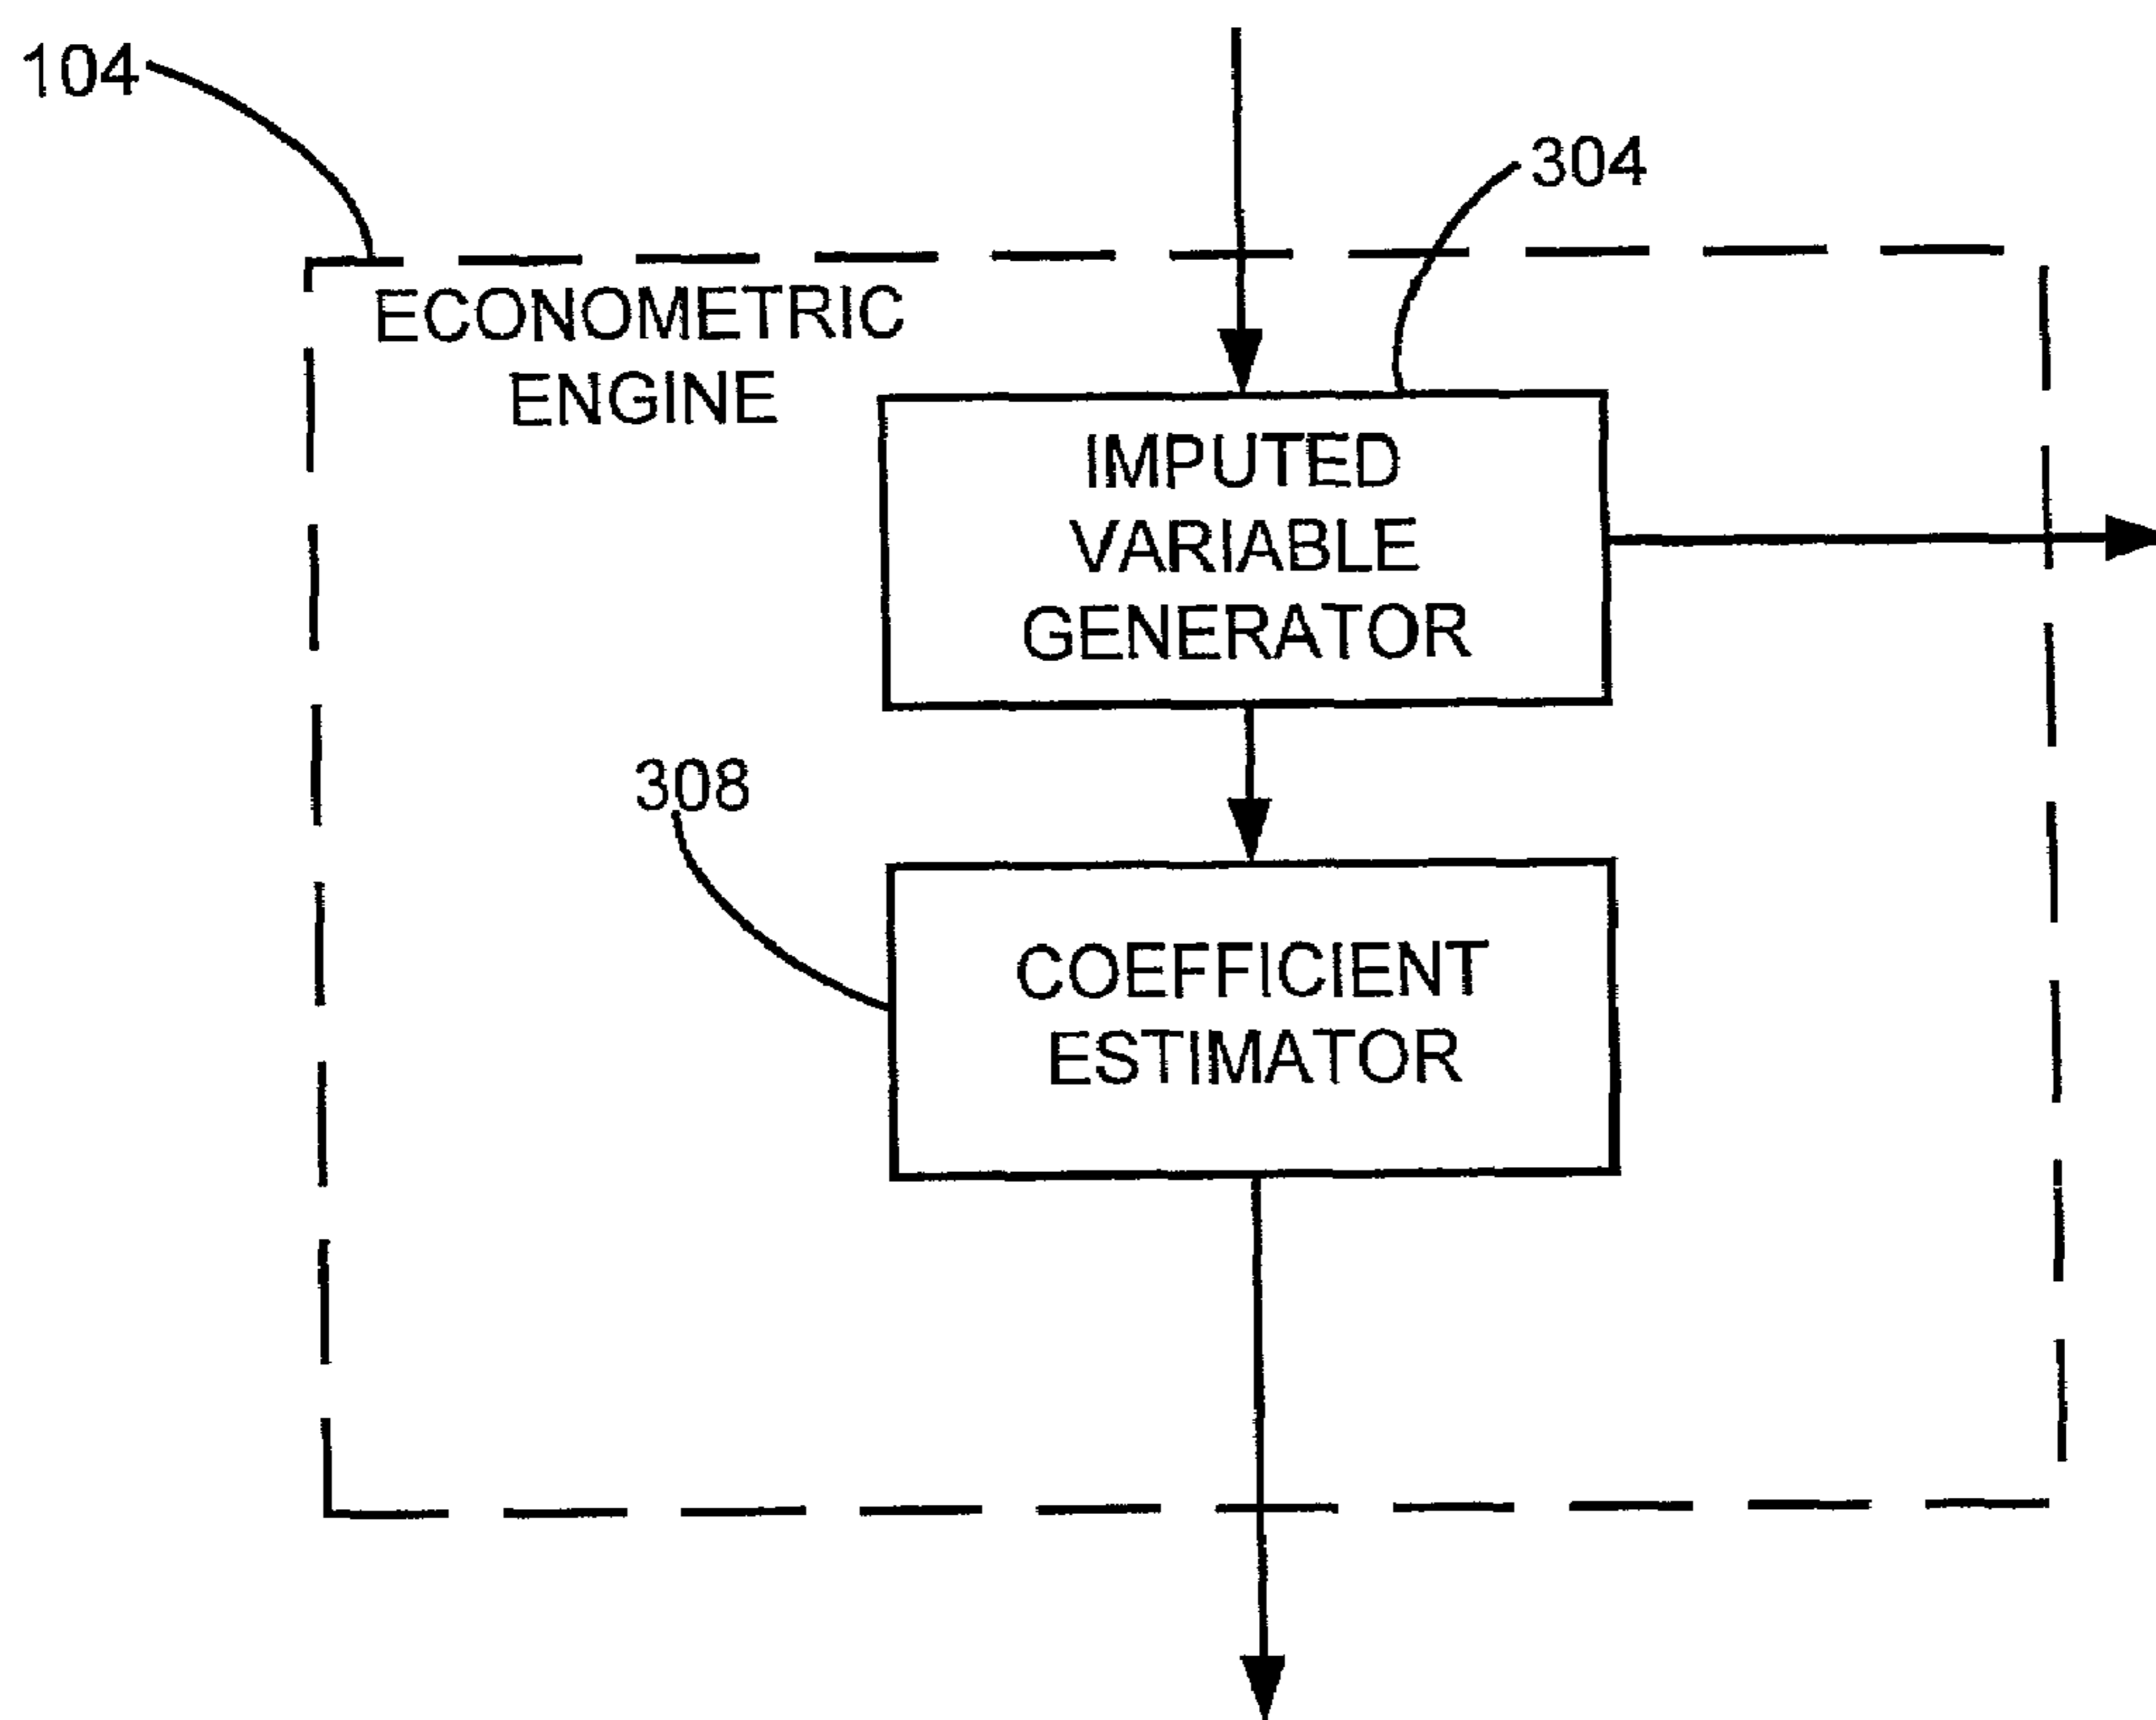 104
304
ECONOMETRIC
ENGINE
IMPUTED
VARIABLE
GENERATOR
308
COEFFICIENT
ESTIMATOR